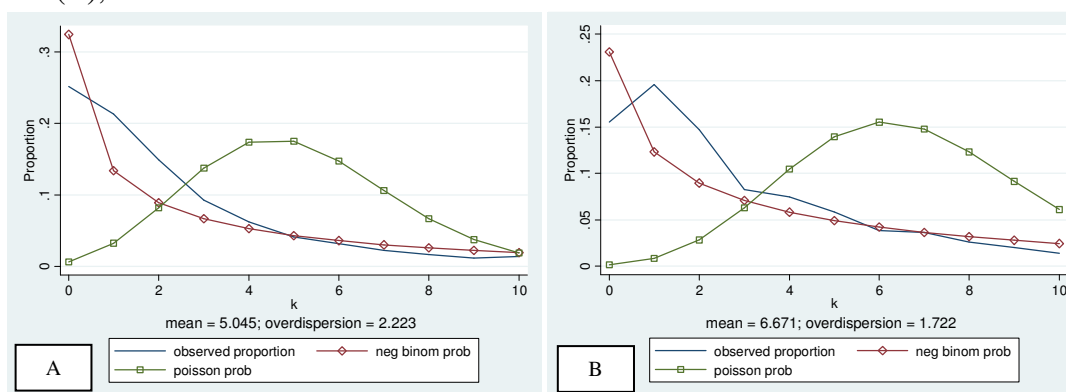 Proportion
.3
.2
.1
0
0 2 4 6 8 10
k
mean = 5.045; overdispersion = 2.223
observed proportion neg binom prob
poisson prob
A
Proportion
.25
.2
.15
.1
.05
0
0 2 4 6 8 10
k
mean = 6.671; overdispersion = 1.722
observed proportion neg binom prob
poisson prob
B